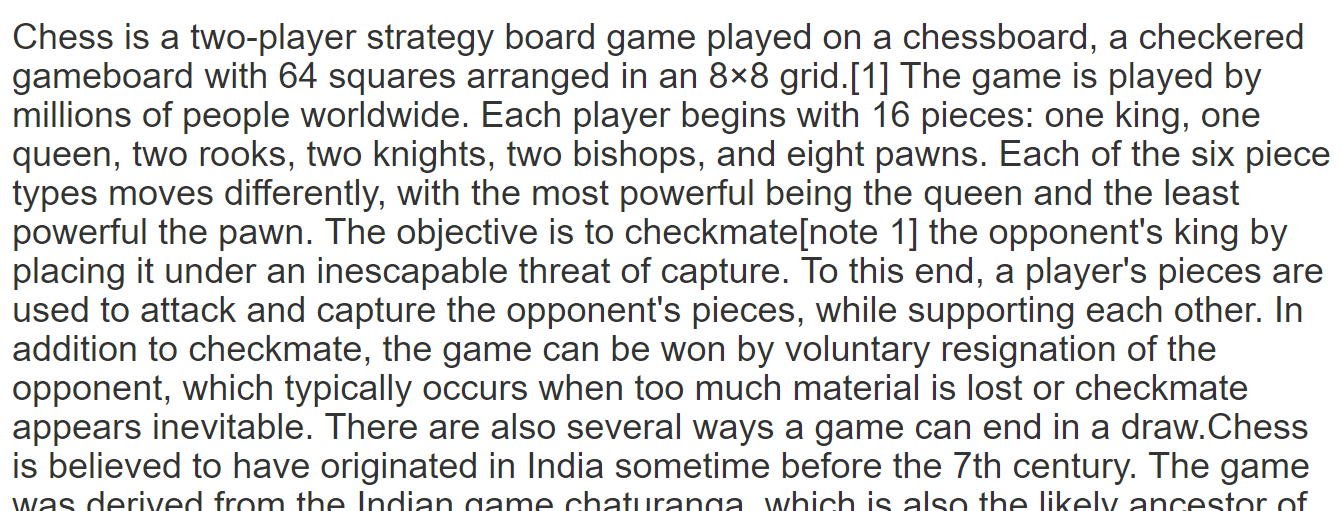 Chess is a two-player strategy board game played on a chessboard, a checkered
gameboard with 64 squares arranged in an 8×8 grid.[1] The game is played by
millions of people worldwide. Each player begins with 16 pieces: one king, one
queen, two rooks, two knights, two bishops, and eight pawns. Each of the six piece
types moves differently, with the most powerful being the queen and the least
powerful the pawn. The objective is to checkmate[note 1] the opponent's king by
placing it under an inescapable threat of capture. To this end, a player's pieces are
used to attack and capture the opponent's pieces, while supporting each other. In
addition to checkmate, the game can be won by voluntary resignation of the
opponent, which typically occurs when too much material is lost or checkmate
appears inevitable. There are also several ways a game can end in a draw.Chess
is believed to have originated in India sometime before the 7th century. The game
was derived from the Indian game chaturanga, which is also the likely ancestor of